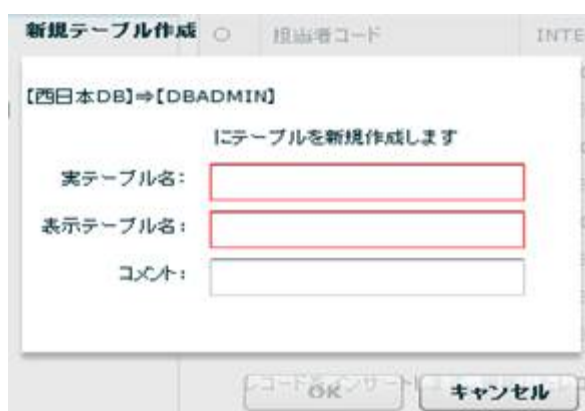 新規テーブル作成
担当者コード
INTE
【西日本DB】⇒【DBADMIN】
にテーブルを新規作成します
実テーブル名:
表示テーブル名:
コメント:
OK
キャンセル